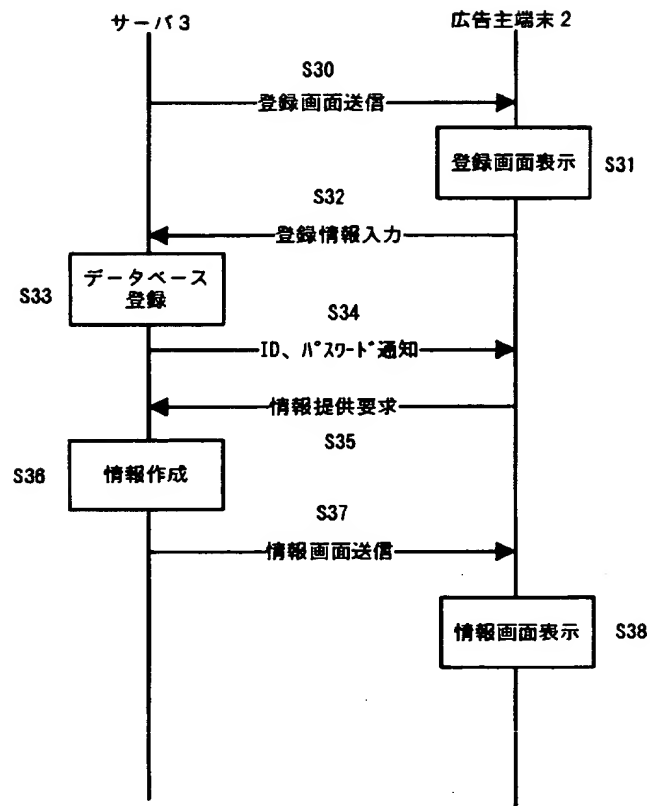 サーバ3
広告主端末2
S30
登録画面送信
登録画面表示
S31
S32
登録情報入力
データベース
登録
S33
S34
ID、ﾊﾟｽﾜｰﾄﾞ通知
情報提供要求
S35
S36
情報作成
S37
情報画面送信
情報画面表示
S38